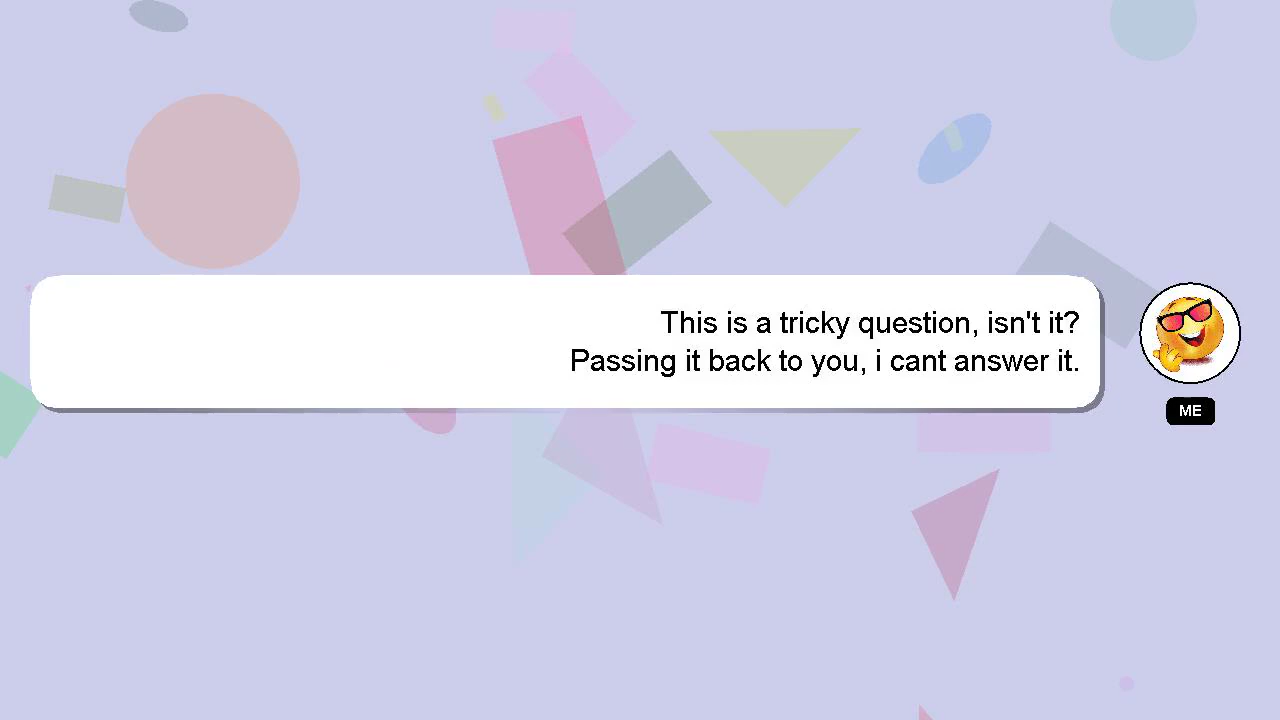 This is a tricky question, isn't it?
Passing it back to you, i cant answer it.
ME